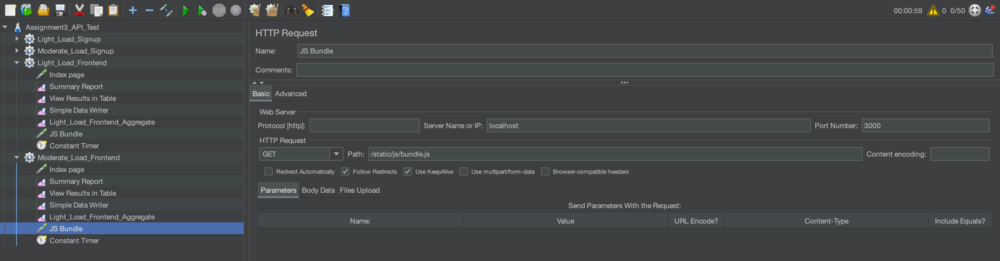 00:00:59 0 0/50
Assignment3_API_Test
Light_Load_Signup
Moderate_Load_Signup
Light_Load_Frontend
Index page
Summary Report
View Results in Table
Simple Data Writer
Light_Load_Frontend_Aggregate
JS Bundle
Constant Timer
Moderate_Load_Frontend
Index page
Summary Report
View Results in Table
Simple Data Writer
Light_Load_Frontend_Aggregate
JS Bundle
Constant Timer
HTTP Request
Name: JS Bundle
Comments:
Basic Advanced
Web Server
Protocol [http]: Server Name or IP: localhost Port Number: 3000
HTTP Request
GET Path: /static/js/bundle.js Content encoding:
Redirect Automatically Follow Redirects Use KeepAlive Use multipart/form-data Browser-compatible headers
Parameters Body Data Files Upload
Send Parameters With the Request:
Name: Value URL Encode? Content-Type Include Equals?